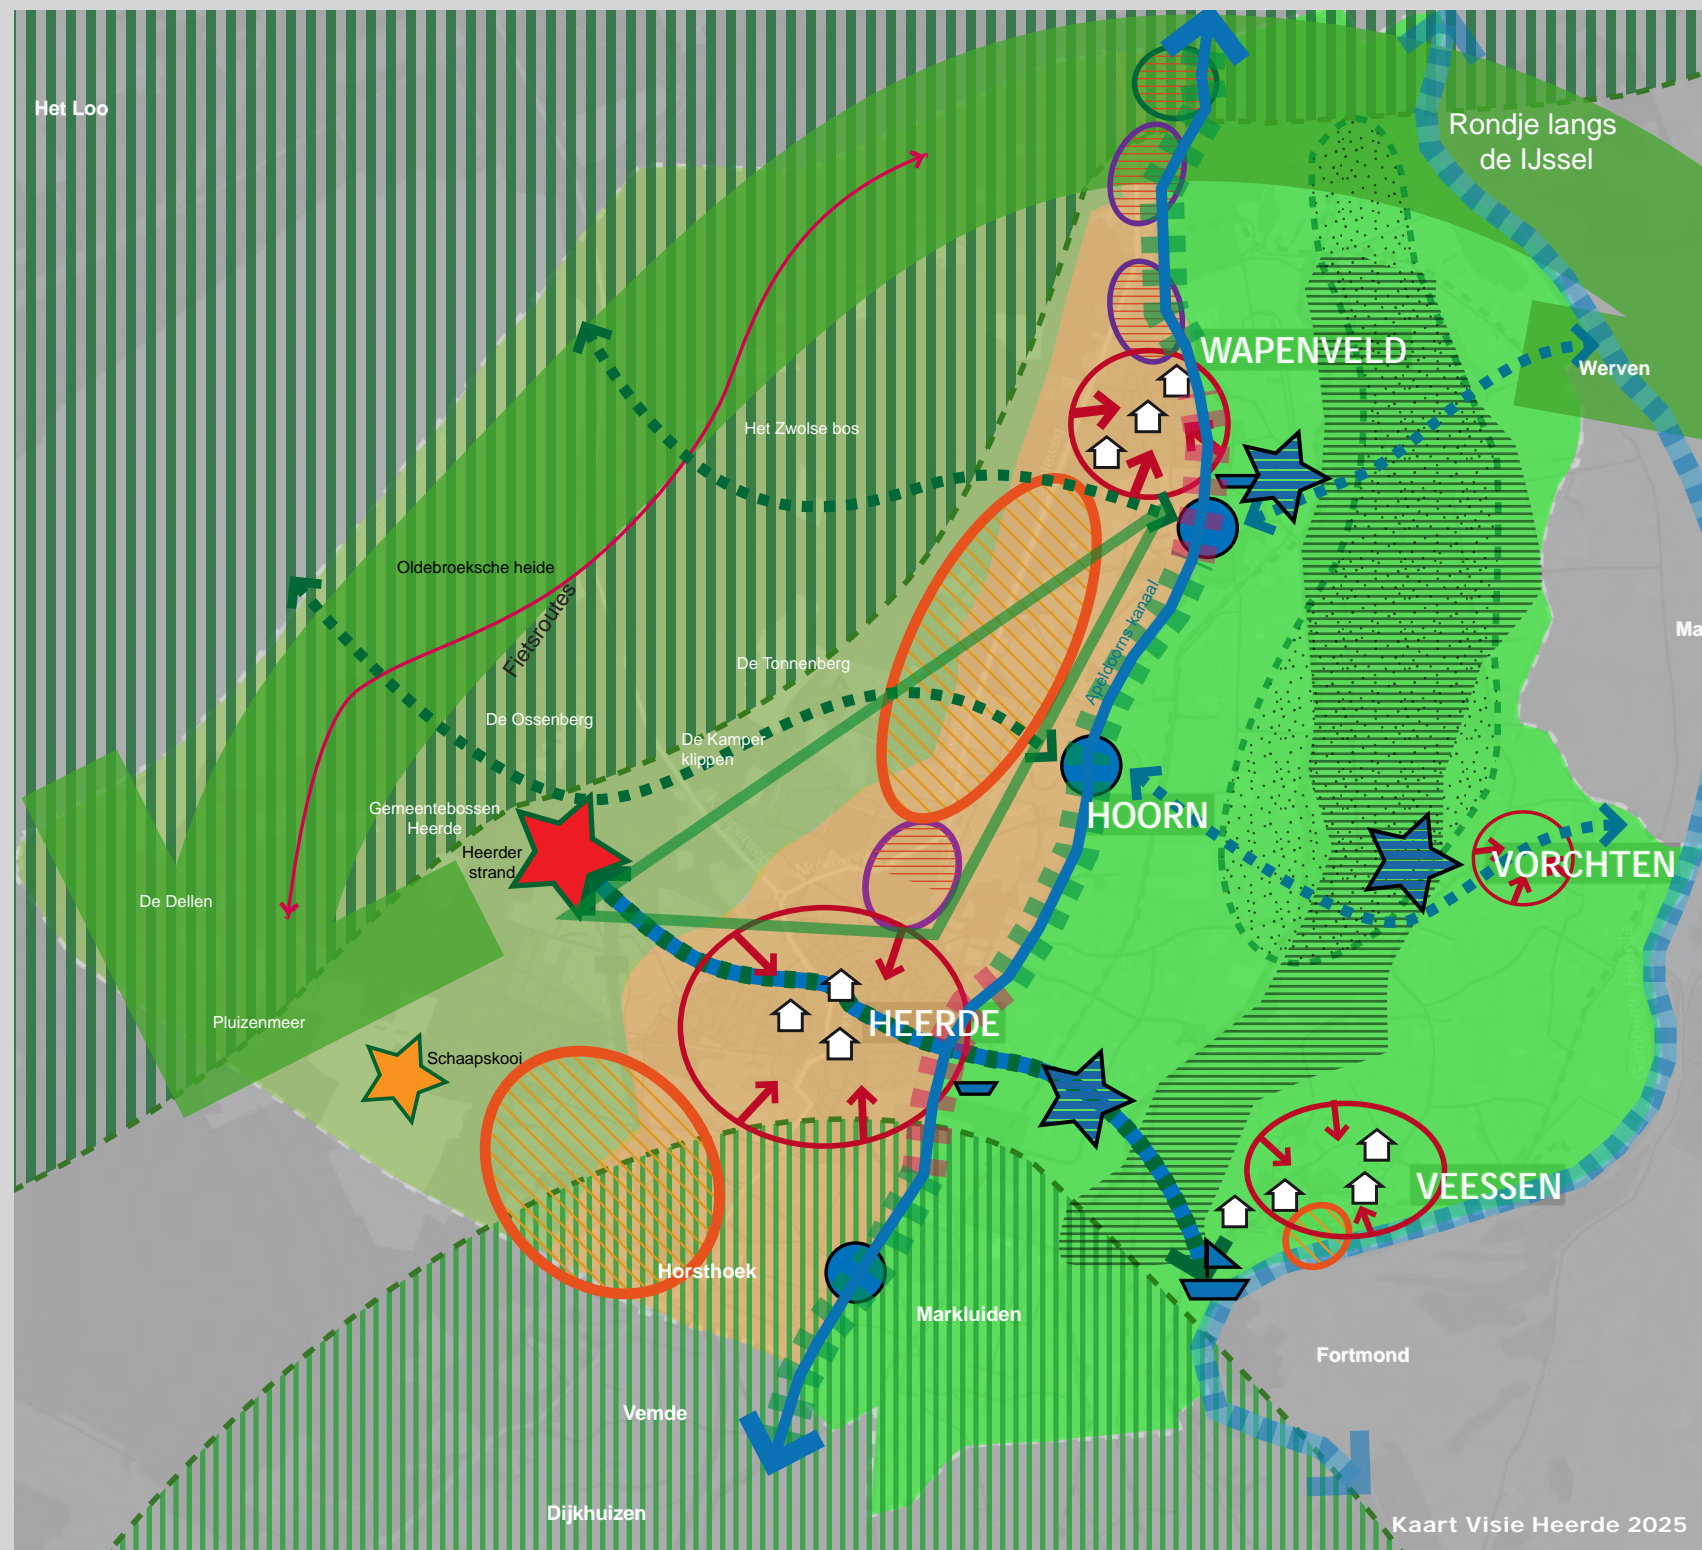 Het Loo
Rondje langs
de IJssel
WAPENVELD
Werven
Het Zwolse bos
Oldebroeksche heide
Fietsroutes
Apeldoorns kanaal
De Tonnenberg
De Ossenberg
De Kamper
klippen
Gemeentebossen
Heerde
HOORN
Heerder
strand
VORCHTEN
De Dellen
Pluizenmeer
HEERDE
Schaapskooi
VEESSEN
Horsthoek
Markluiden
Fortmond
Vemde
Dijkhuizen
Kaart Visie Heerde 2025